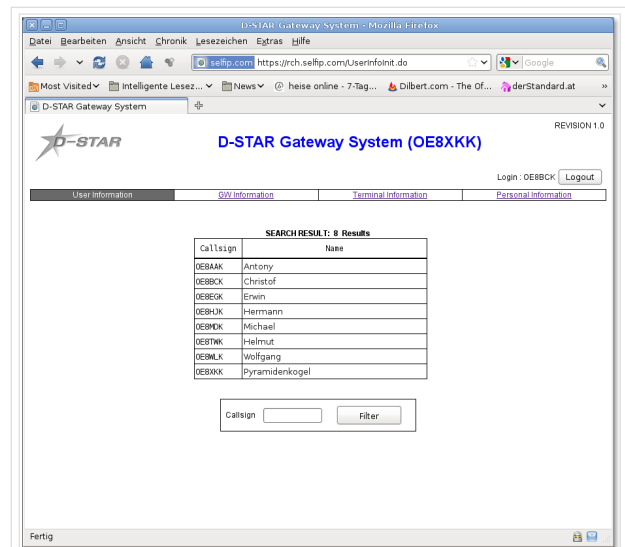 D-STAR Gateway System - Mozilla Firefox
Datei Bearbeiten Ansicht Chronik Lesezeichen Extras Hilfe
selfip.com https://rch.selfip.com/UserInfoInit.do Google
Most Visited Intelligente Lesez... News heise online - 7-Tag... Dilbert.com - The Of... derStandard.at »
D-STAR Gateway System
REVISION 1.0
D-STAR
D-STAR Gateway System (OE8XKK)
Login : OE8BCK Logout
User Information GW Information Terminal Information Personal Information
SEARCH RESULT: 8 Results
Callsign Name
OE8AAK Antony
OE8BCK Christof
OE8EGK Erwin
OE8HJK Hermann
OE8MDK Michael
OE8TWK Helmut
OE8WLK Wolfgang
OE8XKK Pyramidenkogel
Callsign Filter
Fertig